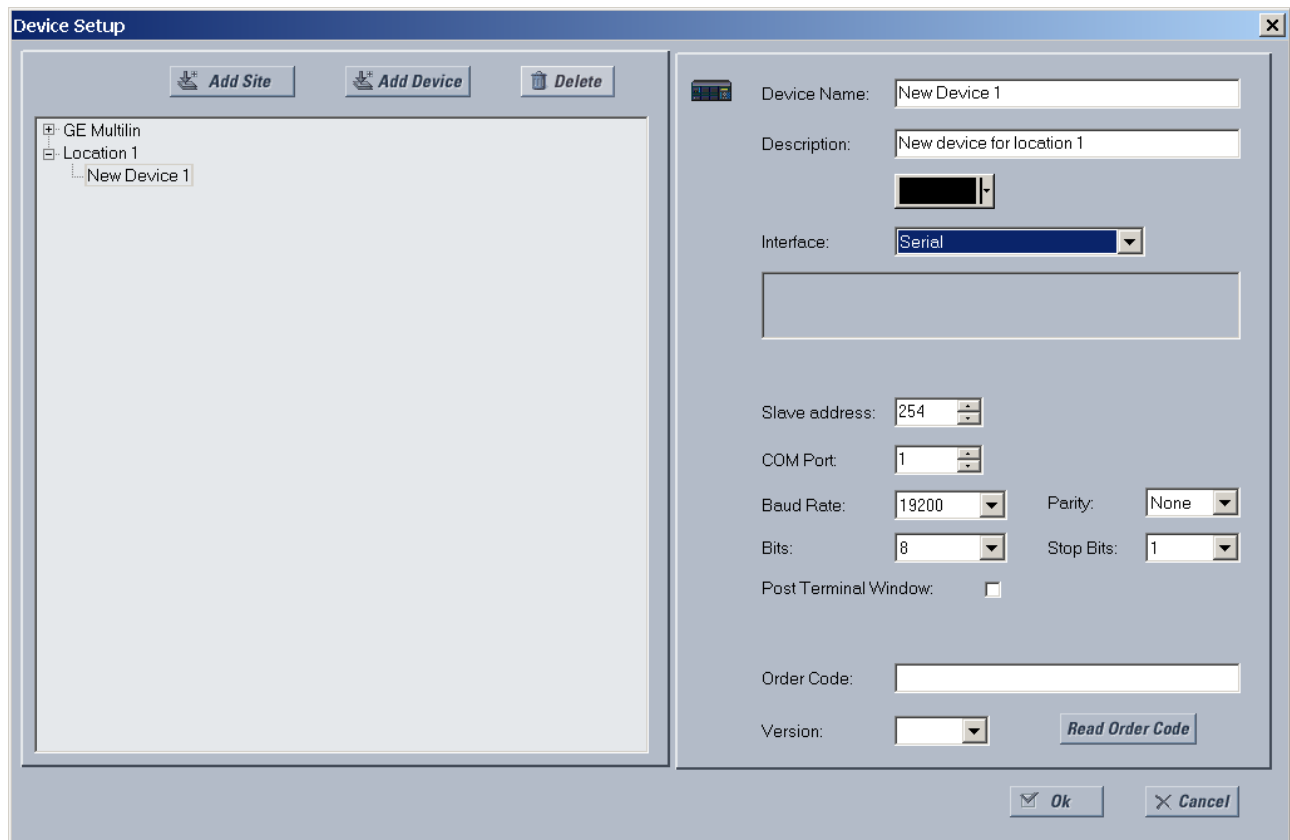 Device Setup
Add Site Add Device Delete
GE Multilin
Location 1
New Device 1
Device Name: New Device 1
Description: New device for location 1
Interface: Serial
Slave address: 254
COM Port: 1
Baud Rate: 19200 Parity: None
Bits: 8 Stop Bits: 1
Post Terminal Window:
Order Code:
Version: Read Order Code
Ok Cancel